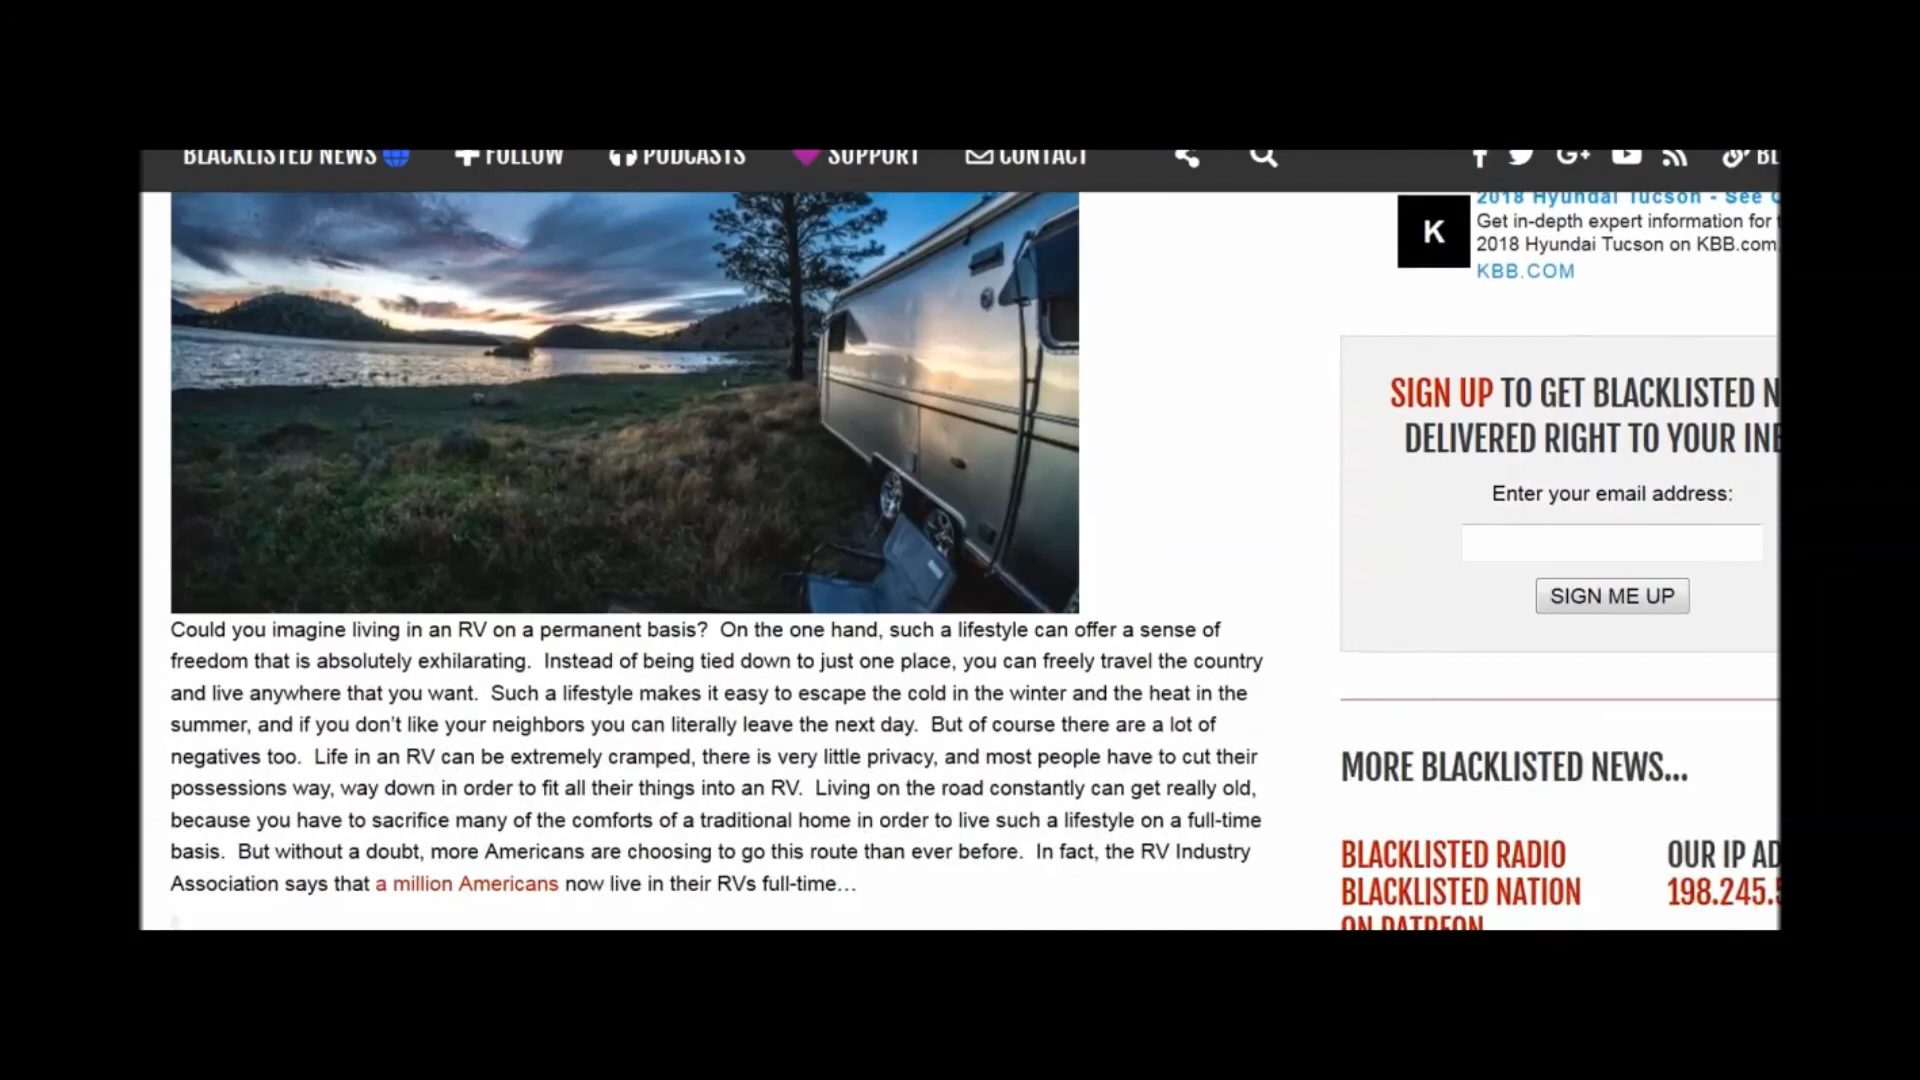 BLACKLISTED NEWS FOLLOW PODCASTS SUPPORT CONTACT
2018 Hyundai Tucson - See
K
Get in-depth expert information for
2018 Hyundai Tucson on KBB.com
KBB.COM
SIGN UP TO GET BLACKLISTED
DELIVERED RIGHT TO YOUR
Enter your email address:
SIGN ME UP
Could you imagine living in an RV on a permanent basis?  On the one hand, such a lifestyle can offer a sense of
freedom that is absolutely exhilarating.  Instead of being tied down to just one place, you can freely travel the country
and live anywhere that you want.  Such a lifestyle makes it easy to escape the cold in the winter and the heat in the
summer, and if you don’t like your neighbors you can literally leave the next day.  But of course there are a lot of
negatives too.  Life in an RV can be extremely cramped, there is very little privacy, and most people have to cut their
possessions way, way down in order to fit all their things into an RV.  Living on the road constantly can get really old,
because you have to sacrifice many of the comforts of a traditional home in order to live such a lifestyle on a full-time
basis.  But without a doubt, more Americans are choosing to go this route than ever before.  In fact, the RV Industry
Association says that a million Americans now live in their RVs full-time…
MORE BLACKLISTED NEWS...
BLACKLISTED RADIO
BLACKLISTED NATION
ON PATREON
OUR IP AD
198.245.5